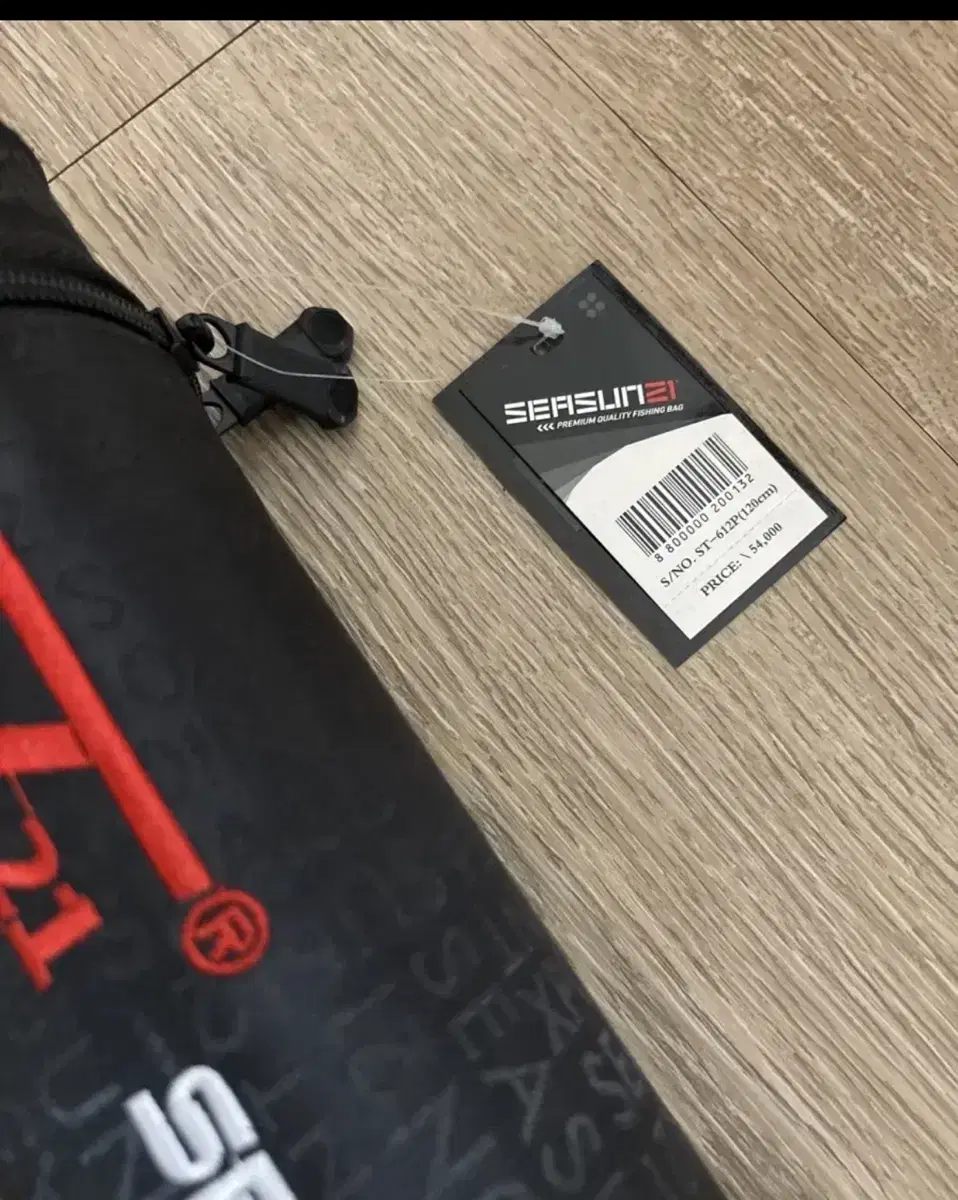 SEASUN21
<<< PREMIUM QUALITY FISHING BAG
8 800000 200132
S/NO. ST-612P(120cm)
PRICE: \ 54,000
®